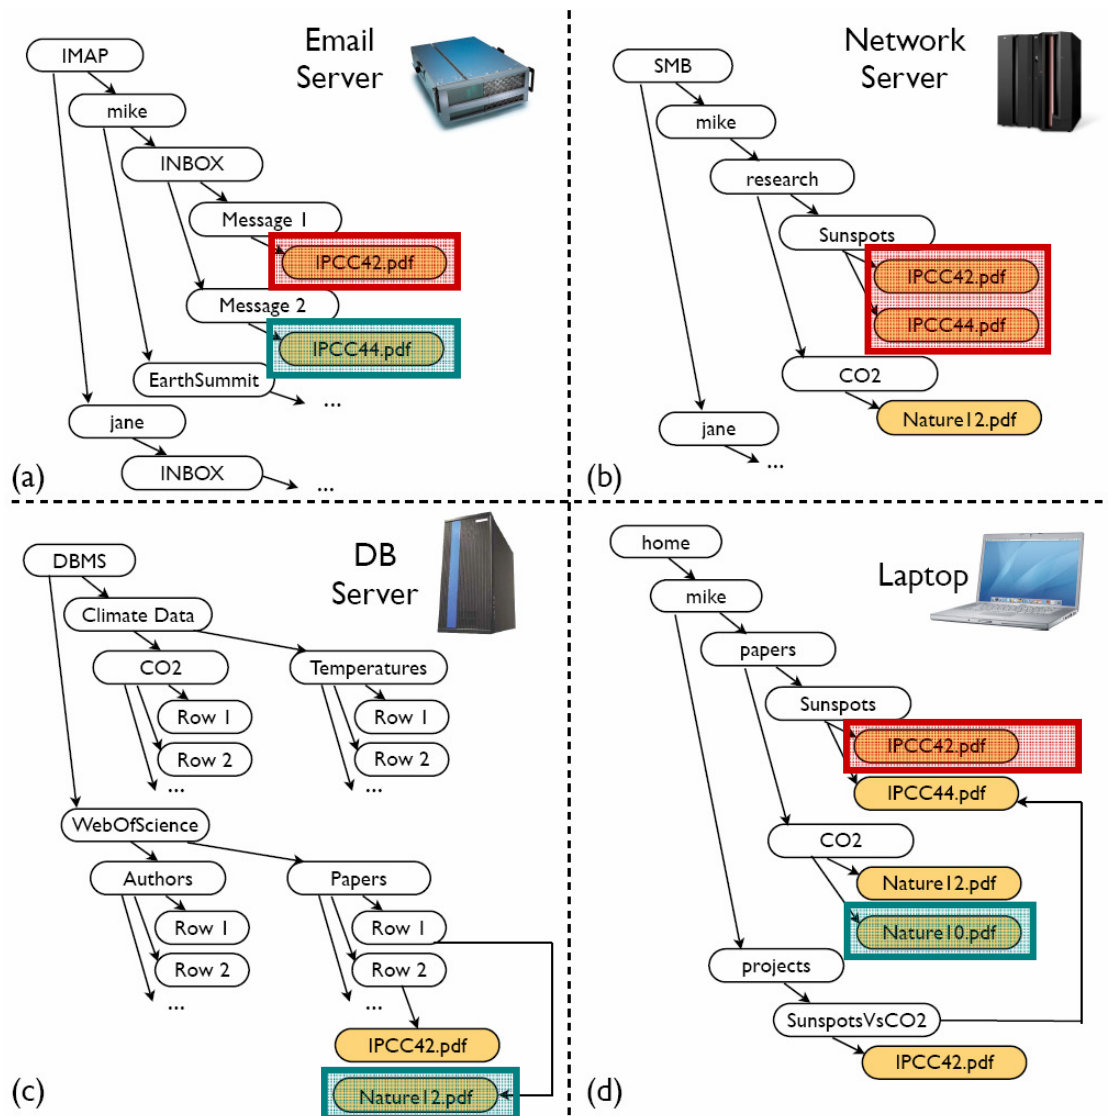 Email
Server
IMAP
mike
INBOX
Message 1
IPCC42.pdf
Message 2
IPCC44.pdf
EarthSummit
...
jane
INBOX
...
(a)
Network
Server
SMB
mike
research
Sunspots
IPCC42.pdf
IPCC44.pdf
CO2
Nature12.pdf
jane
...
(b)
DB
Server
DBMS
Climate Data
CO2
Temperatures
Row 1
Row 1
Row 2
Row 2
...
...
WebOfScience
Authors
Papers
Row 1
Row 1
Row 2
Row 2
...
...
IPCC42.pdf
Nature12.pdf
(c)
Laptop
home
mike
papers
Sunspots
IPCC42.pdf
IPCC44.pdf
CO2
Nature12.pdf
Nature10.pdf
projects
SunspotsVsCO2
IPCC42.pdf
(d)